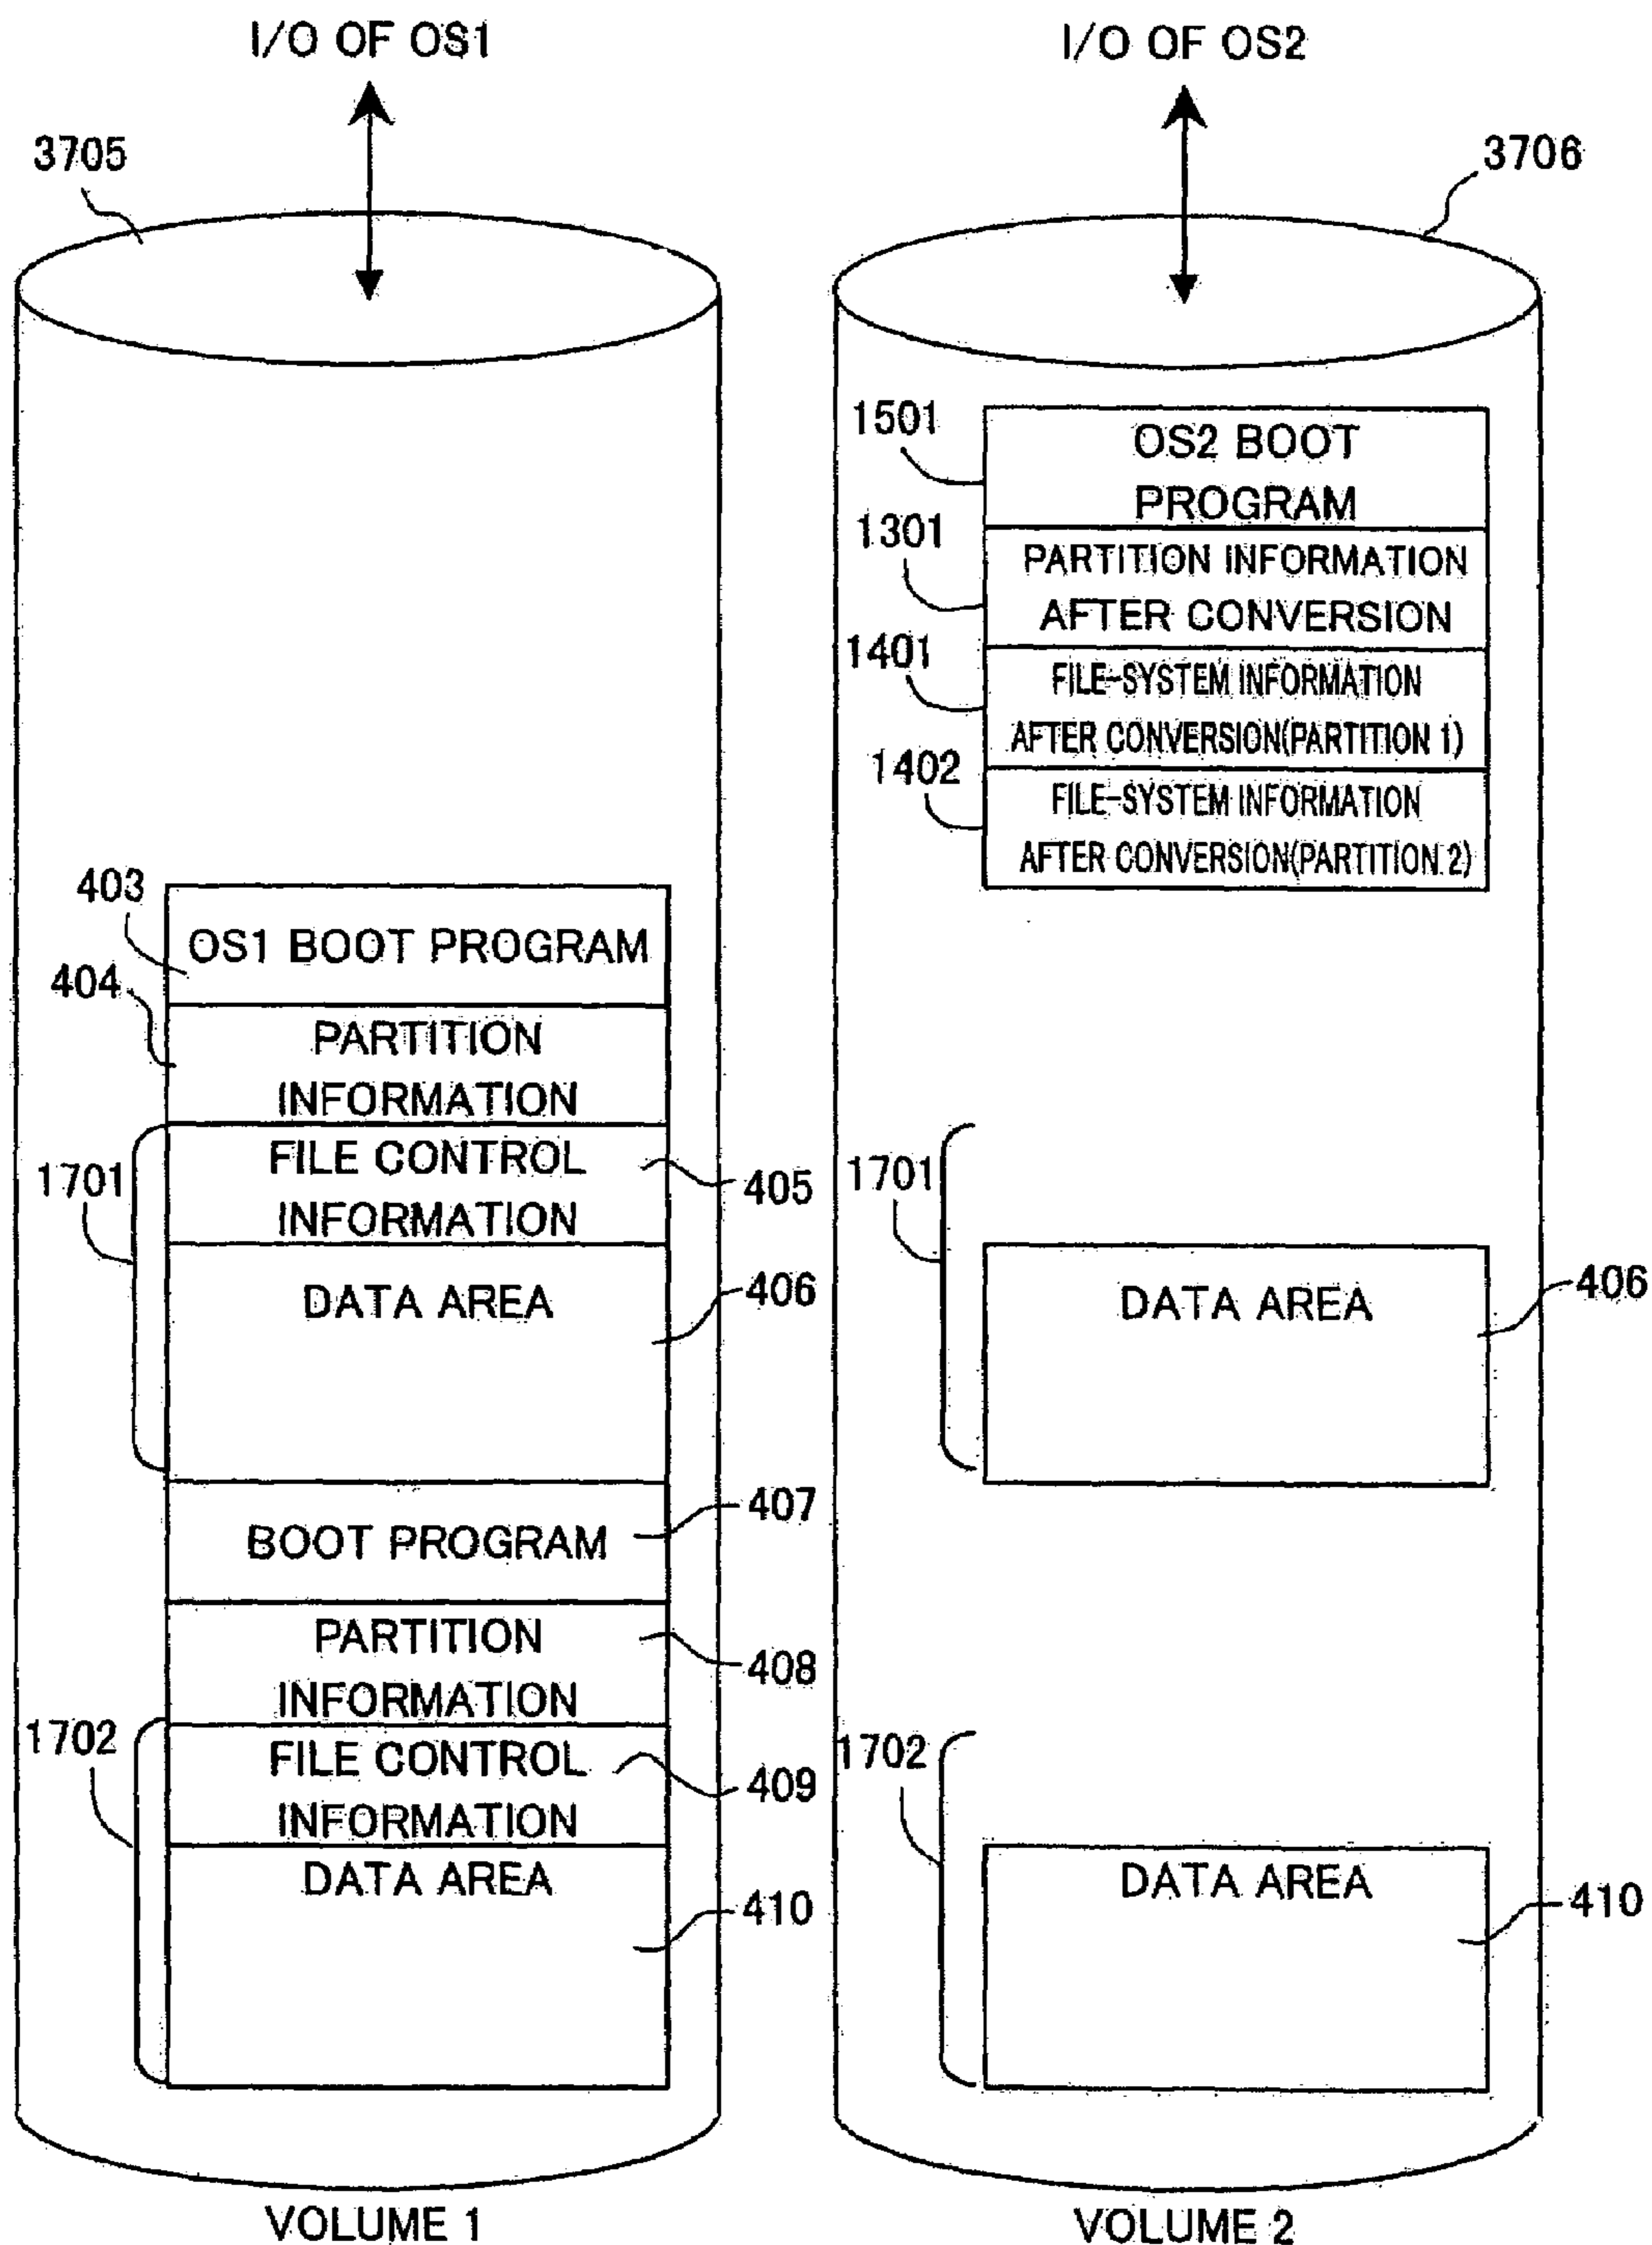 I/O OF OS1
3705
403
OS1 BOOT PROGRAM
404
PARTITION
INFORMATION
1701
FILE CONTROL
INFORMATION
405
DATA AREA
406
407
BOOT PROGRAM
PARTITION
INFORMATION
408
1702
FILE CONTROL
INFORMATION
409
DATA AREA
410
VOLUME 1
I/O OF OS2
3706
1501
OS2 BOOT
PROGRAM
1301
PARTITION INFORMATION
AFTER CONVERSION
1401
FILE-SYSTEM INFORMATION
AFTER CONVERSION(PARTITION 1)
1402
FILE-SYSTEM INFORMATION
AFTER CONVERSION(PARTITION 2)
1701
DATA AREA
406
1702
DATA AREA
410
VOLUME 2